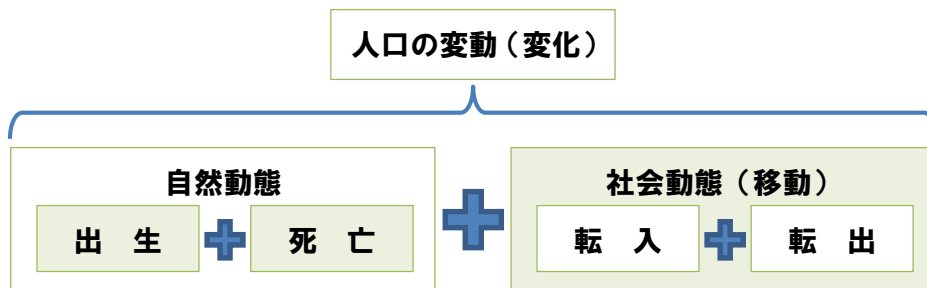 人口の変動（変化）
自然動態
出 生
死 亡
社会動態（移動）
転 入
転 出